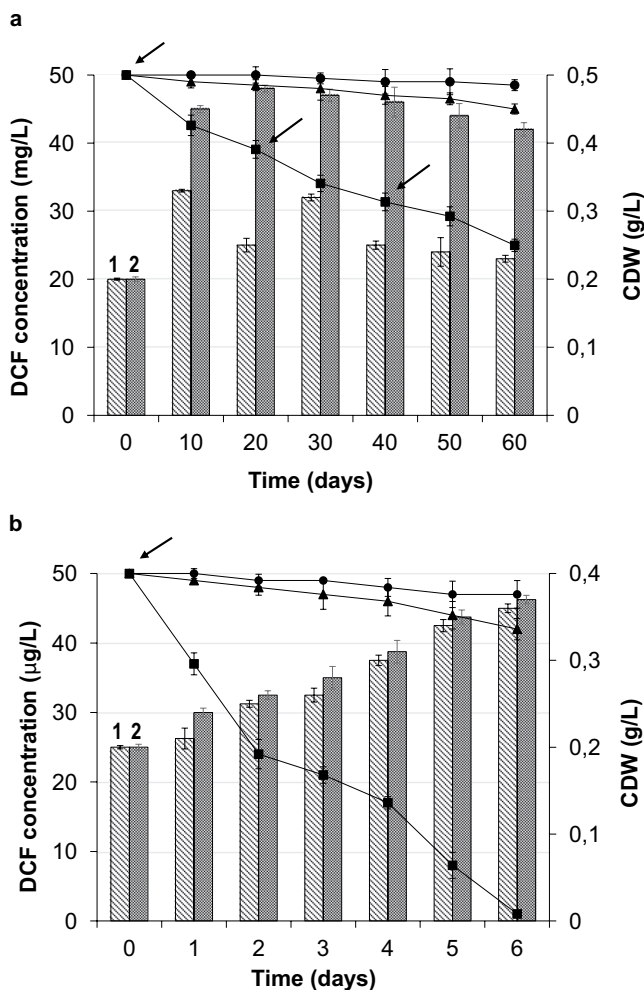 a
DCF concentration (mg/L)
50
40
30
20
10
0
1 2
0,5
0,4
0,3
0,2
0,1
0
CDW (g/L)
0 10 20 30 40 50 60
Time (days)
b
DCF concentration (µg/L)
50
40
30
20
10
0
1 2
0,4
0,3
0,2
0,1
0
CDW (g/L)
0 1 2 3 4 5 6
Time (days)